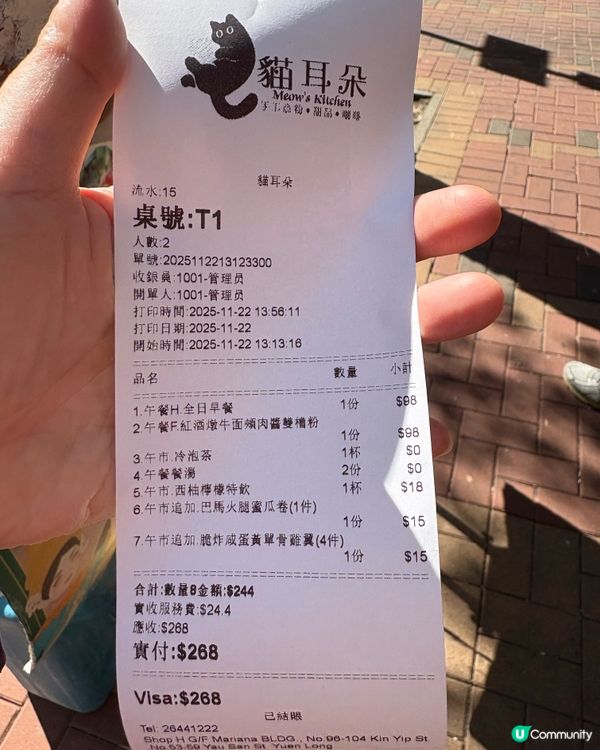 貓耳朵
Meow's Kitchen
手工意粉•甜品•咖啡
貓耳朵
流水:15
桌號:T1
人數:2
單號:2025112213123300
收銀員:1001-管理员
開單人:1001-管理员
打印時間:2025-11-22 13:56:11
打印日期:2025-11-22
開始時間:2025-11-22 13:13:16
品名 數量 小計
1.午餐H.全日早餐 1份 $98
2.午餐F.紅酒燉牛面頰肉醬雙槽粉
1份 $98
3.午市.冷泡茶 1杯 $0
4.午餐餐湯 2份 $0
5.午市.西柚檸檬特飲 1杯 $18
6.午市追加.巴馬火腿蜜瓜卷(1件)
1份 $15
7.午市追加.脆炸咸蛋黃單骨雞翼(4件)
1份 $15
合計:數量8金額:$244
實收服務費:$24.4
應收:$268
實付:$268
Visa:$268
已結賬
Tel: 26441222
Shop H G/F Mariana BLDG., No.96-104 Kin Yip St
No.53-59 Yau San St. Yuen Long
U Community